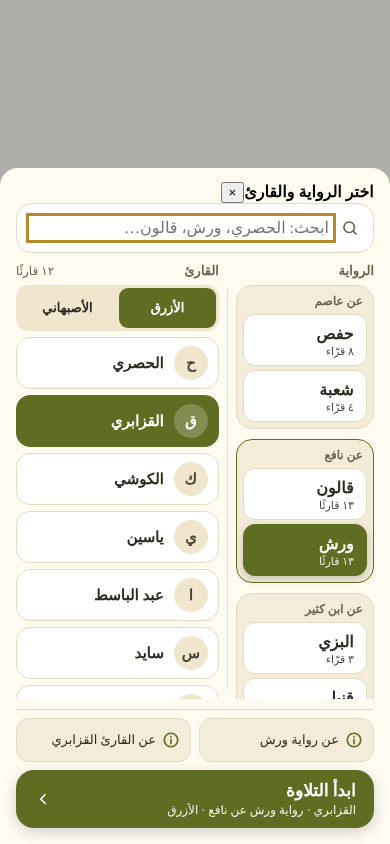 اختر الرواية والقارئ
×
ابحث: الحصري، ورش، قالون...
الرواية
عن عاصم
حفص
٨ قرّاء
شعبة
٤ قرّاء
عن نافع
قالون
١٣ قارئًا
ورش
١٣ قارئًا
عن ابن كثير
البزي
٣ قرّاء
قنبل
القارئ
١٢ قارئًا
الأزرق
الأصبهاني
ح
الحصري
ق
القزابري
ك
الكوشي
ي
ياسين
ا
عبد الباسط
س
سايد
عن رواية ورش
عن القارئ القزابري
ابدأ التلاوة
القزابري · رواية ورش عن نافع · الأزرق